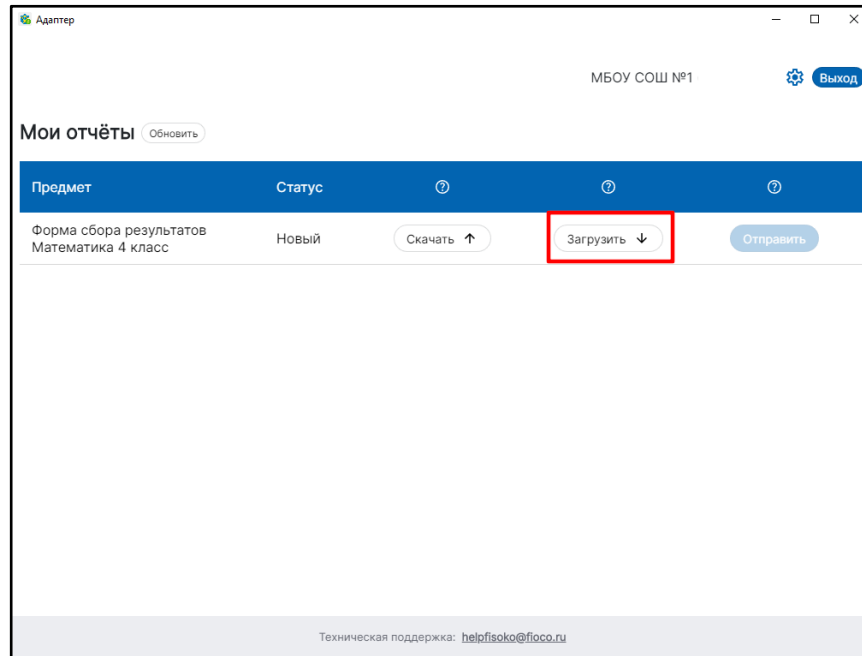 Адаптер
МБОУ СОШ №1
Выход
Мои отчёты
Обновить
Предмет Статус
Форма сбора результатов
Математика 4 класс
Новый
Скачать
Загрузить
Отправить
Техническая поддержка: helpfisoko@fioco.ru